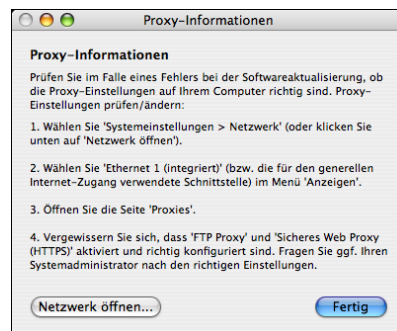 Proxy-Informationen
Proxy-Informationen
Prüfen Sie im Falle eines Fehlers bei der Softwareaktualisierung, ob
die Proxy-Einstellungen auf Ihrem Computer richtig sind. Proxy-
Einstellungen prüfen/ändern:
1. Wählen Sie 'Systemeinstellungen > Netzwerk' (oder klicken Sie
unten auf 'Netzwerk öffnen').
2. Wählen Sie 'Ethernet 1 (integriert)' (bzw. die für den generellen
Internet-Zugang verwendete Schnittstelle) im Menü 'Anzeigen'.
3. Öffnen Sie die Seite 'Proxies'.
4. Vergewissern Sie sich, dass 'FTP Proxy' und 'Sicheres Web Proxy
(HTTPS)' aktiviert und richtig konfiguriert sind. Fragen Sie ggf. Ihren
Systemadministrator nach den richtigen Einstellungen.
Netzwerk öffnen...
Fertig